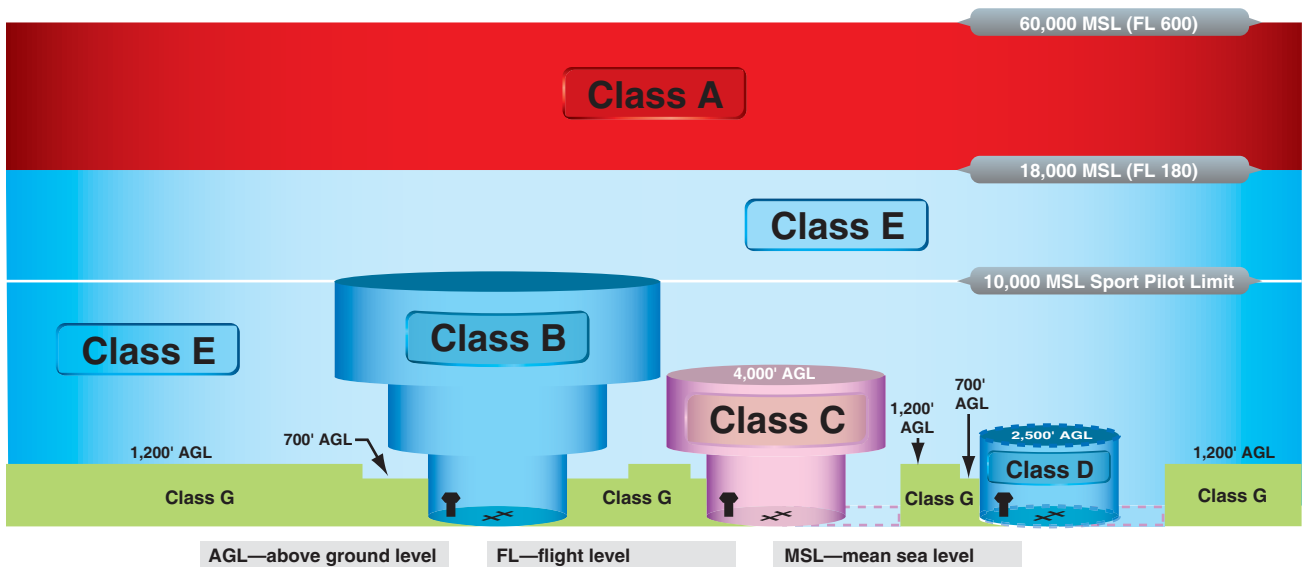 60,000 MSL (FL 600)
Class A
18,000 MSL (FL 180)
Class E
10,000 MSL Sport Pilot Limit
Class E
Class B
4,000' AGL
Class C
1,200'
AGL
700'
AGL
2,500' AGL
Class D
1,200' AGL
700' AGL
1,200' AGL
Class G
Class G
Class G
Class G
AGL—above ground level
FL—flight level
MSL—mean sea level